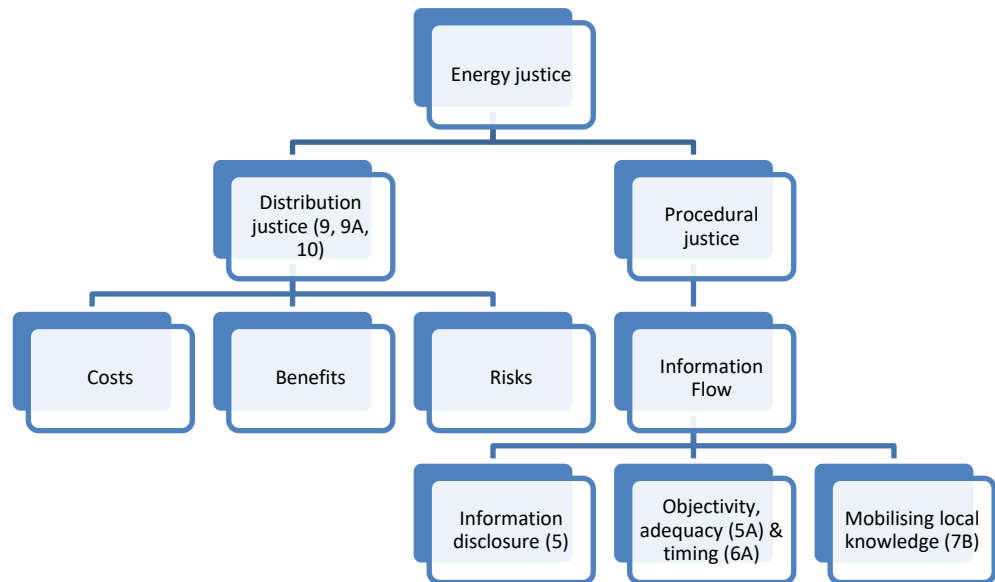 Energy justice
Distribution
justice (9, 9A,
10)
Procedural
justice
Costs
Benefits
Risks
Information
Flow
Information
disclosure (5)
Objectivity,
adequacy (5A) &
timing (6A)
Mobilising local
knowledge (7B)